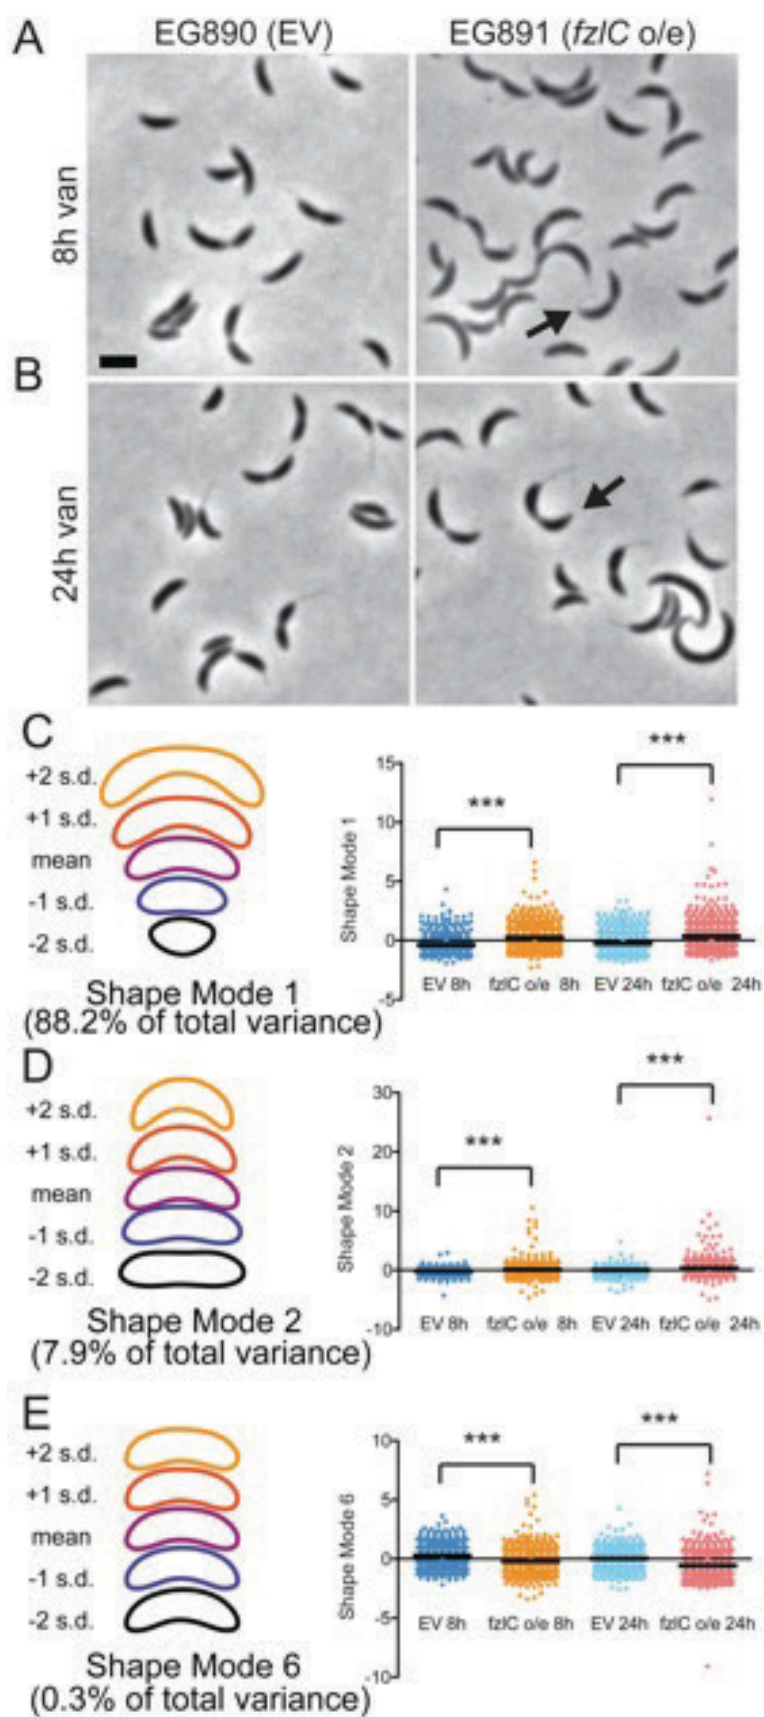 A
EG890 (EV)
EG891 (fzlC o/e)
8h van
B
24h van
C
+2 s.d.
+1 s.d.
mean
-1 s.d.
-2 s.d.
Shape Mode 1
(88.2% of total variance)
Shape Mode 1
15
10
5
0
-5
***
***
EV 8h
fzlC o/e 8h
EV 24h
fzlC o/e 24h
D
+2 s.d.
+1 s.d.
mean
-1 s.d.
-2 s.d.
Shape Mode 2
(7.9% of total variance)
Shape Mode 2
30
20
10
0
-10
***
***
EV 8h
fzlC o/e 8h
EV 24h
fzlC o/e 24h
E
+2 s.d.
+1 s.d.
mean
-1 s.d.
-2 s.d.
Shape Mode 6
(0.3% of total variance)
Shape Mode 6
10
5
0
-5
-10
***
***
EV 8h
fzlC o/e 8h
EV 24h
fzlC o/e 24h